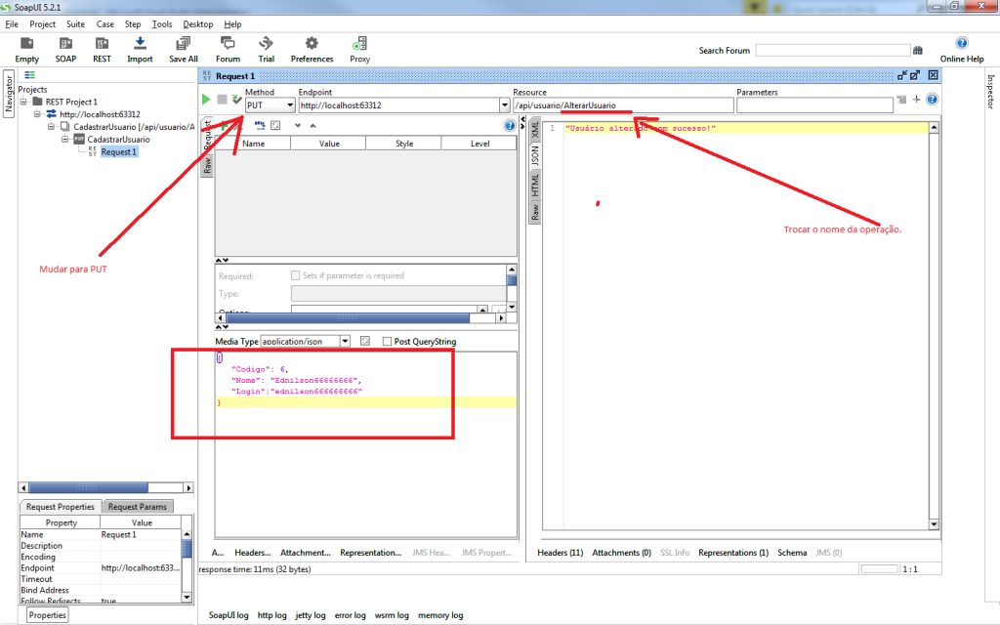 SoapUI 5.2.1
File Project Suite Case Step Tools Desktop Help
Empty SOAP REST Import Save All Forum Trial Preferences Proxy
Search Forum
Online Help
Navigator
Projects
REST Project 1
http://localhost:63312
CadastrarUsuario [/api/usuario/A
CadastrarUsuario
Request 1
Request 1
Method Endpoint Resource Parameters
PUT http://localhost:63312 /api/usuario/AlterarUsuario
Request
Raw
Name Value Style Level
Required: Sets if parameter is required
Type:
Options:
Media Type application/json Post QueryString
{
"Codigo": 6,
"Nome": "Ednilson66666666",
"Login":"ednilson666666666"
}
A... Headers... Attachment... Representation... JMS Hea... JMS Propert...
response time: 11ms (32 bytes)
XML
JSON
HTML
Raw
1 "Usuário alterado com sucesso!"
Mudar para PUT
Trocar o nome da operação.
Headers (11) Attachments (0) SSL Info Representations (1) Schema JMS (0)
1 : 1
Inspector
Request Properties Request Params
Property Value
Name Request 1
Description
Encoding
Endpoint http://localhost:633...
Timeout
Bind Address
Follow Redirects true
Properties
SoapUI log http log jetty log error log wsrm log memory log